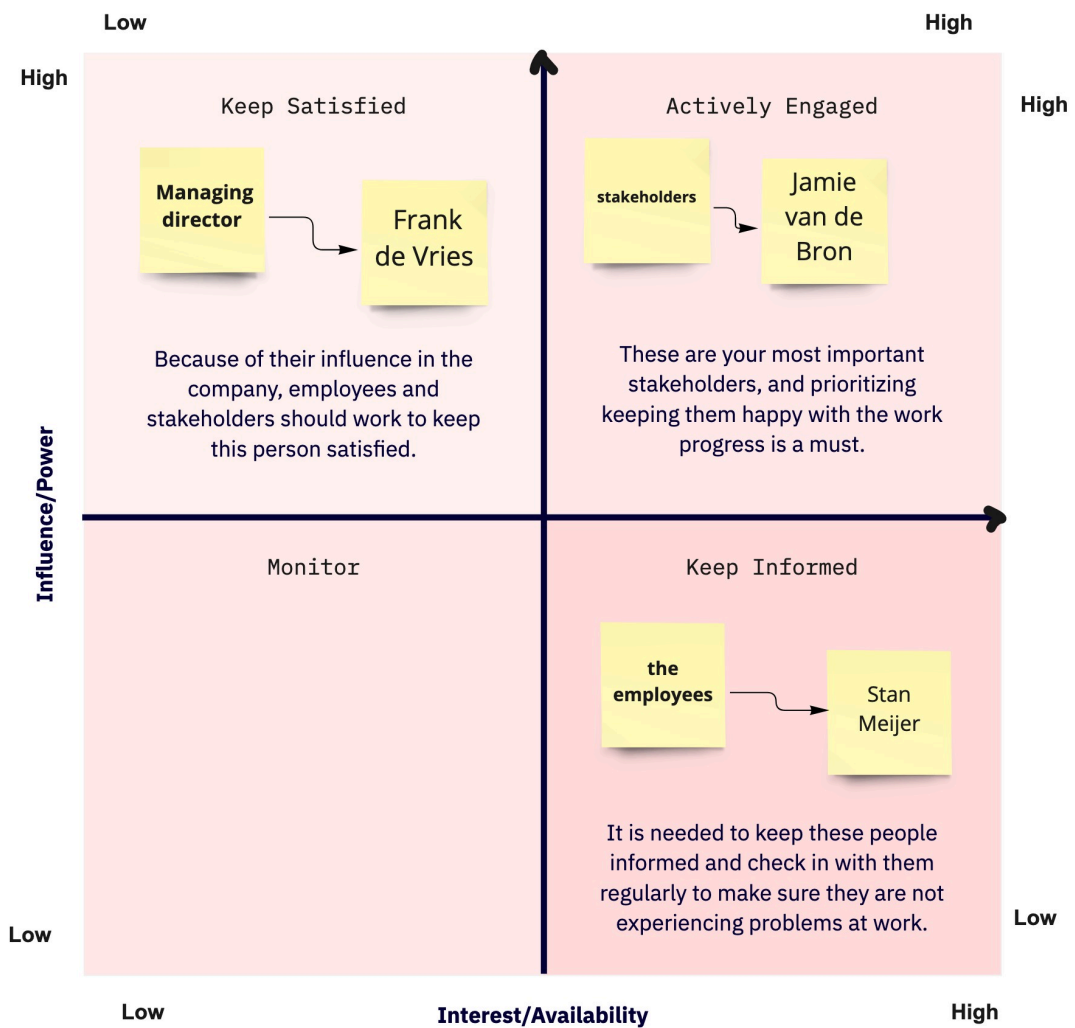 Low
High
High
High
Keep Satisfied
Actively Engaged
Managing
director
Frank
de Vries
stakeholders
Jamie
van de
Bron
Because of their influence in the
company, employees and
stakeholders should work to keep
this person satisfied.
These are your most important
stakeholders, and prioritizing
keeping them happy with the work
progress is a must.
Influence/Power
Monitor
Keep Informed
the
employees
Stan
Meijer
It is needed to keep these people
informed and check in with them
regularly to make sure they are not
experiencing problems at work.
Low
Low
Low
Interest/Availability
High